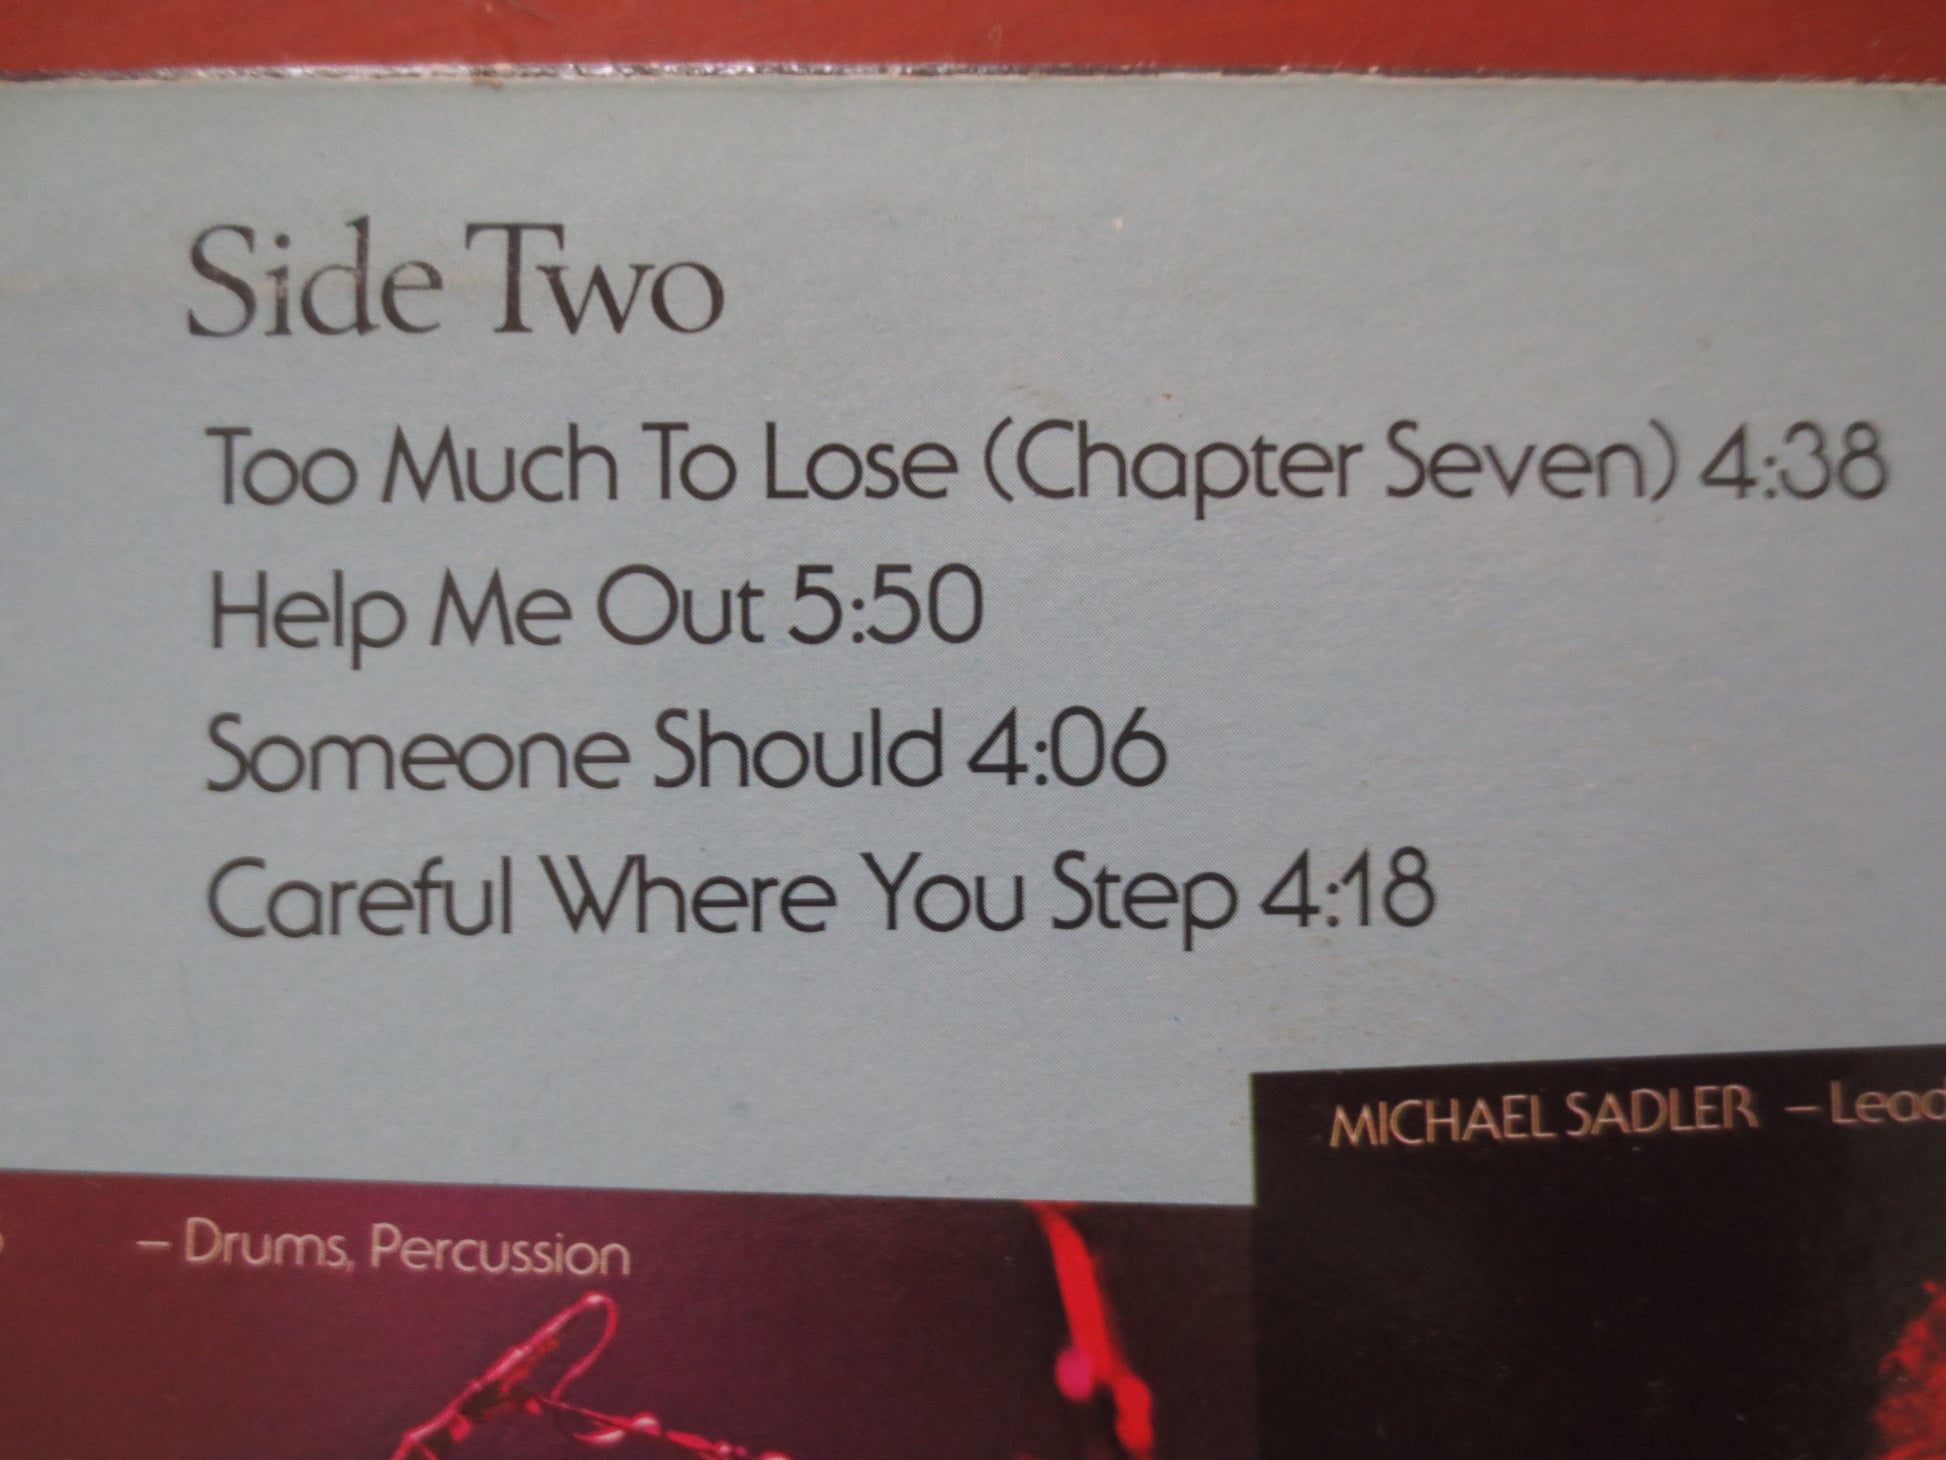 Side Two
Too Much To Lose (Chapter Seven) 4:38
Help Me Out 5:50
Someone Should 4:06
Careful Where You Step 4:18
MICHAEL SADLER – Lead
– Drums, Percussion